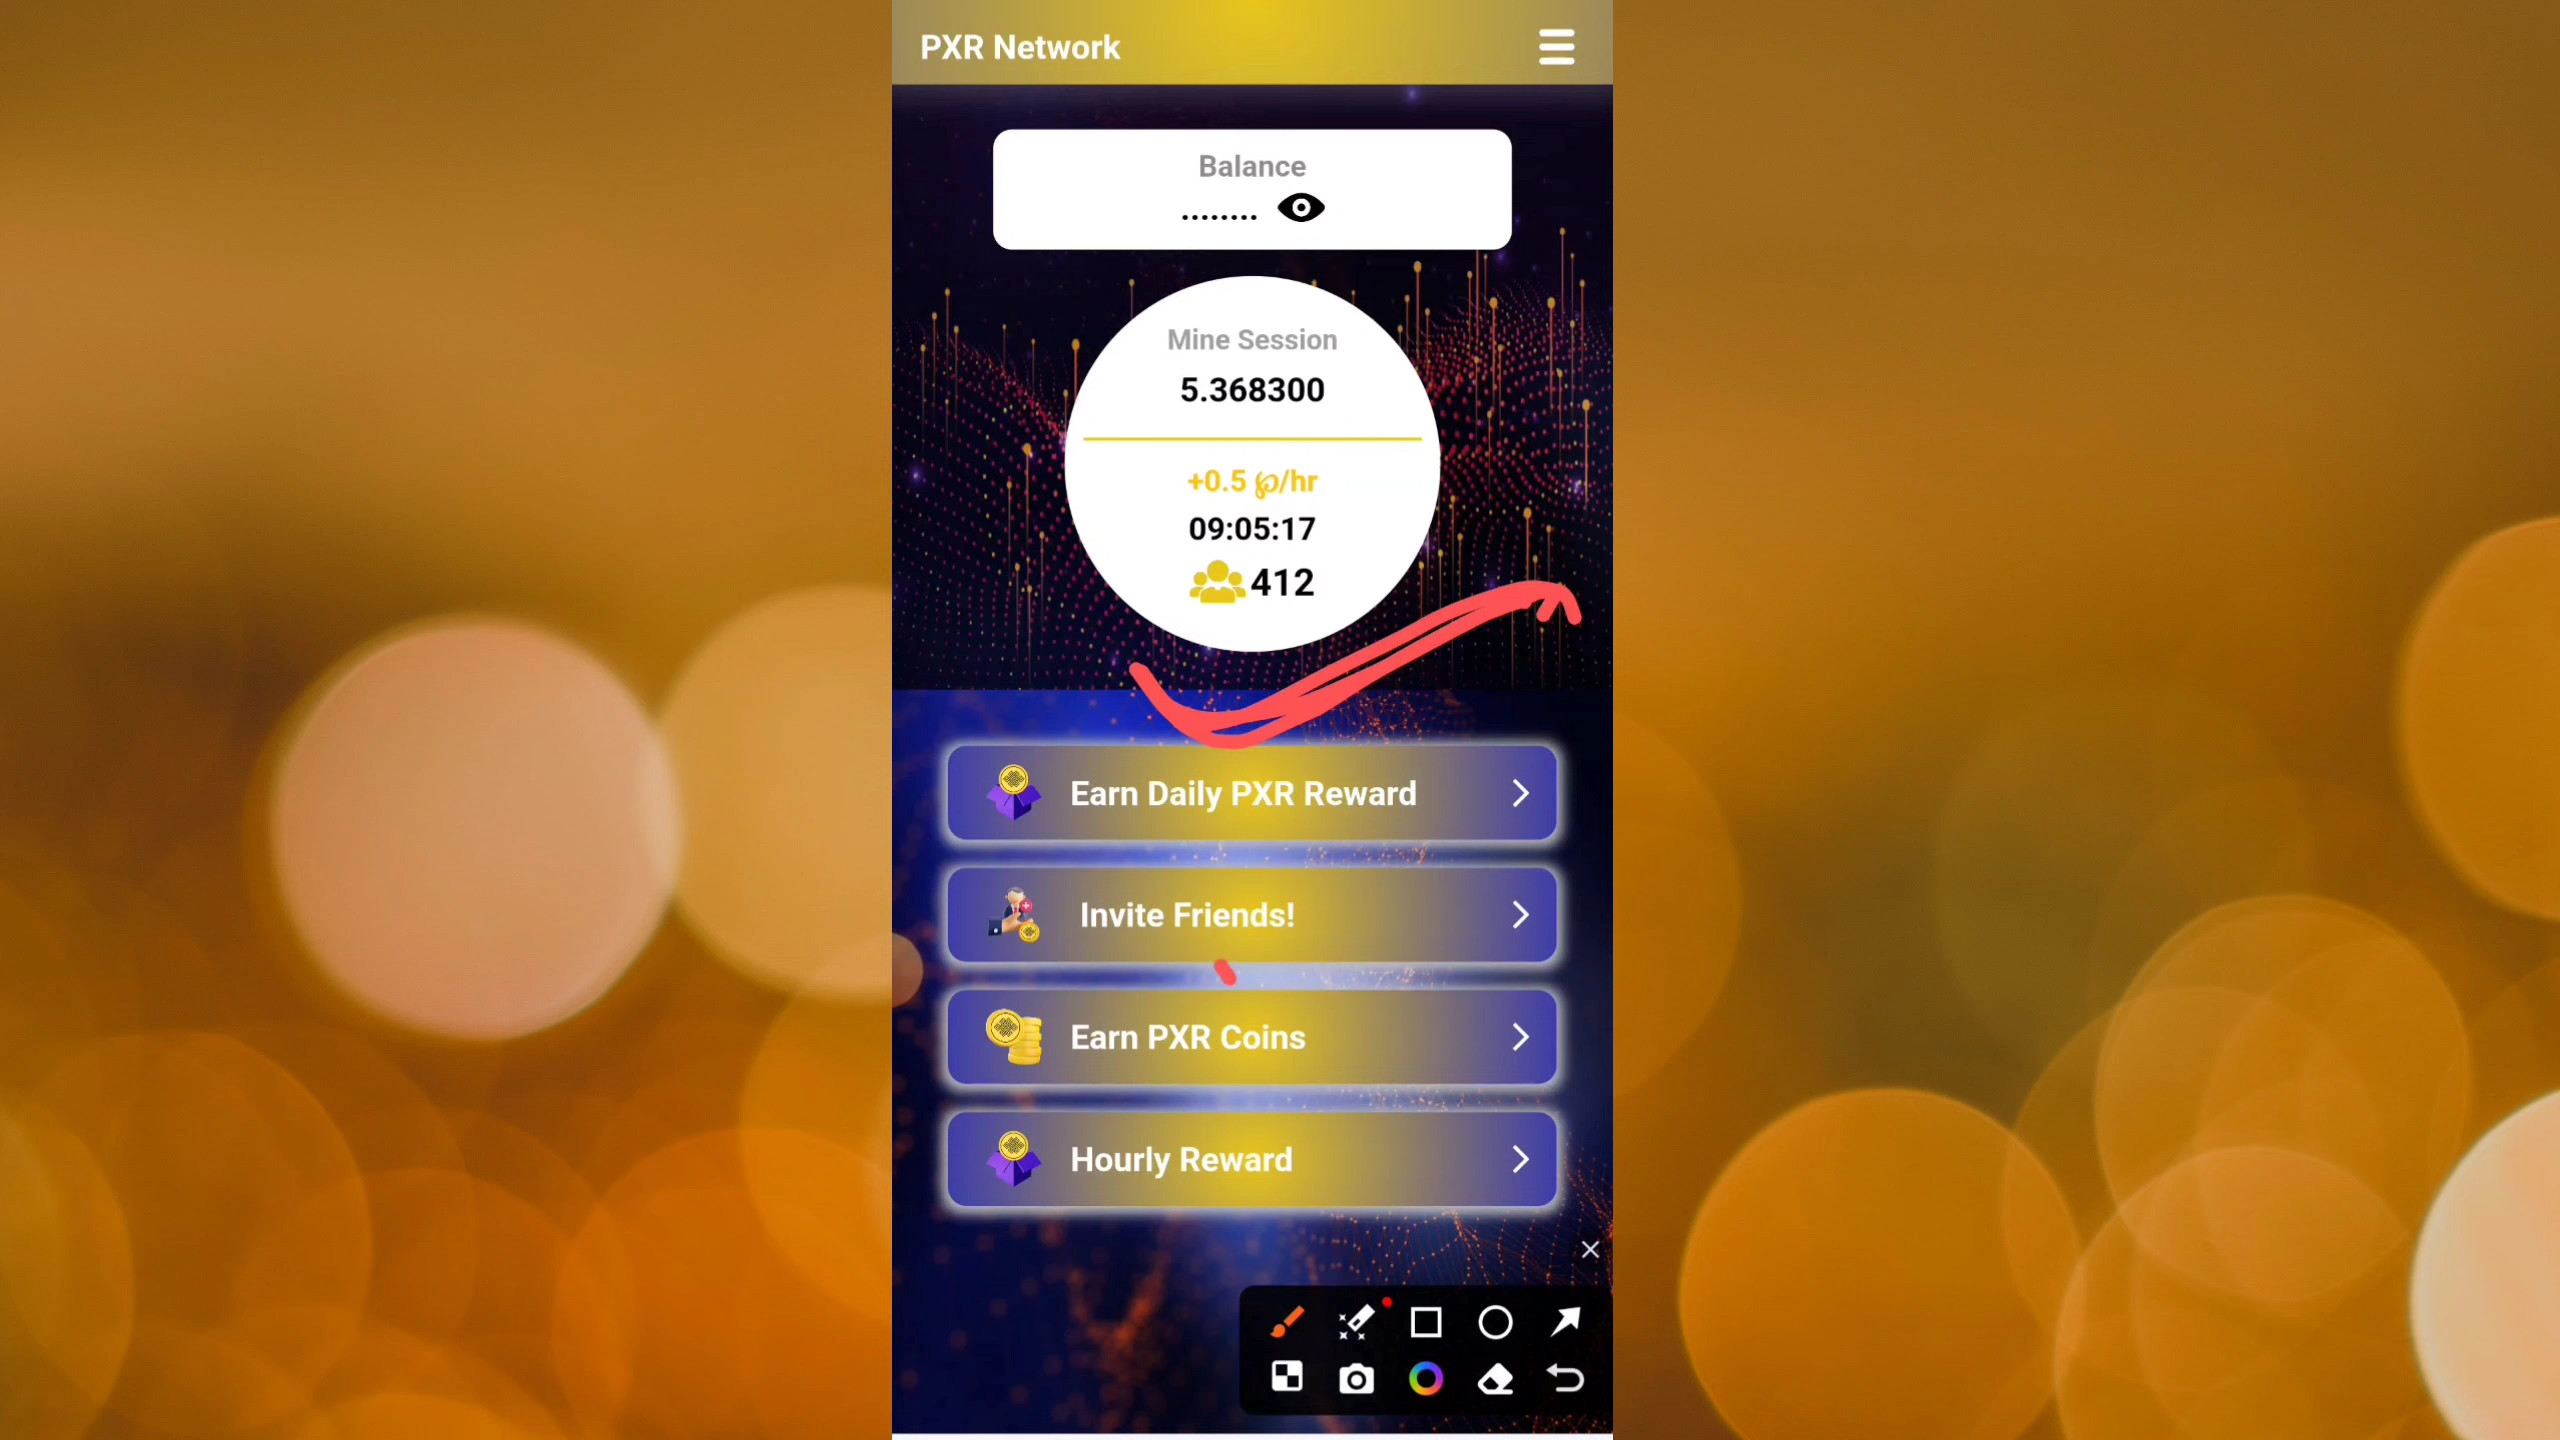 PXR Network
Balance
........
Mine Session
5.368300
+0.5 ℘/hr
09:05:17
412
Earn Daily PXR Reward
Invite Friends!
Earn PXR Coins
Hourly Reward